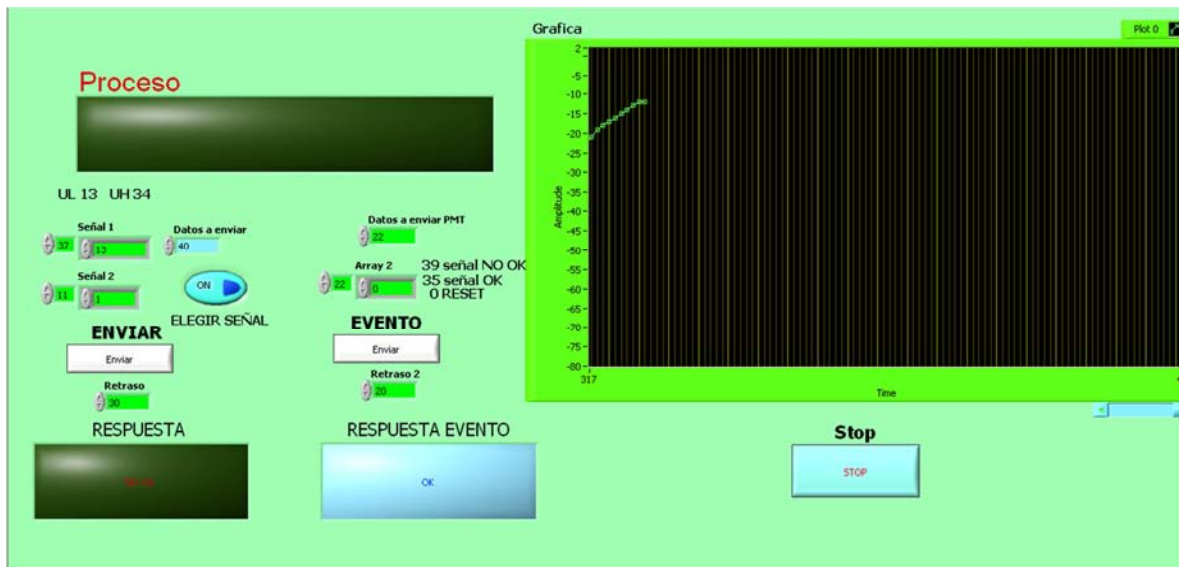 Proceso
UL 13 UH 34
Señal 1
Datos a enviar
37
13
40
Señal 2
11
1
ON
ELEGIR SEÑAL
ENVIAR
Enviar
Retraso
30
RESPUESTA
Datos a enviar PMT
22
Array 2
22
0
39 señal NO OK
35 señal OK
0 RESET
EVENTO
Enviar
Retraso 2
20
RESPUESTA EVENTO
OK
Grafica
Plot 0
2
-5
-10
-15
-20
-25
-30
-35
-40
-45
-50
-55
-60
-65
-70
-75
-80
Amplitude
317
Time
Stop
STOP